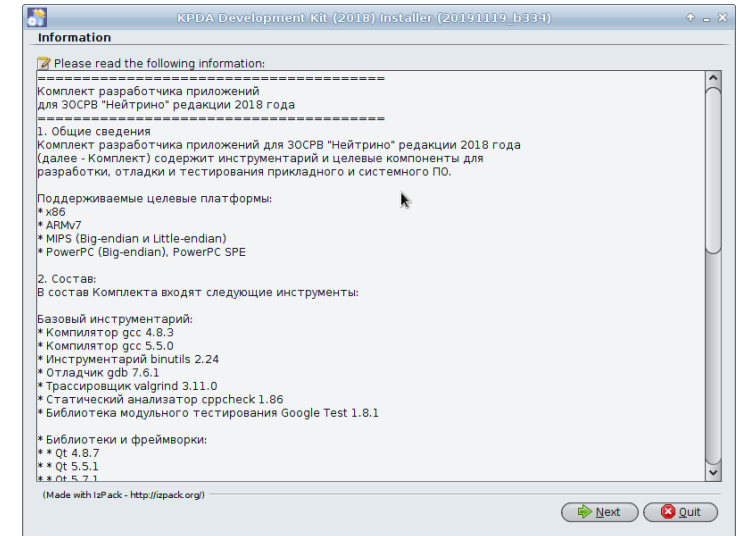 KPDA Development Kit (2018) Installer (20191119_b334)
Information
Please read the following information:
=======================================
Комплект разработчика приложений
для ЗОСРВ "Нейтрино" редакции 2018 года
=======================================
1. Общие сведения
Комплект разработчика приложений для ЗОСРВ "Нейтрино" редакции 2018 года
(далее - Комплект) содержит инструментарий и целевые компоненты для
разработки, отладки и тестирования прикладного и системного ПО.
Поддерживаемые целевые платформы:
* x86
* ARMv7
* MIPS (Big-endian и Little-endian)
* PowerPC (Big-endian), PowerPC SPE
2. Состав:
В состав Комплекта входят следующие инструменты:
Базовый инструментарий:
* Компилятор gcc 4.8.3
* Компилятор gcc 5.5.0
* Инструментарий binutils 2.24
* Отладчик gdb 7.6.1
* Трассировщик valgrind 3.11.0
* Статический анализатор cppcheck 1.86
* Библиотека модульного тестирования Google Test 1.8.1
* Библиотеки и фреймворки:
* * Qt 4.8.7
* * Qt 5.5.1
* * Qt 5.7.1
(Made with IzPack - http://izpack.org/)
Next
Quit